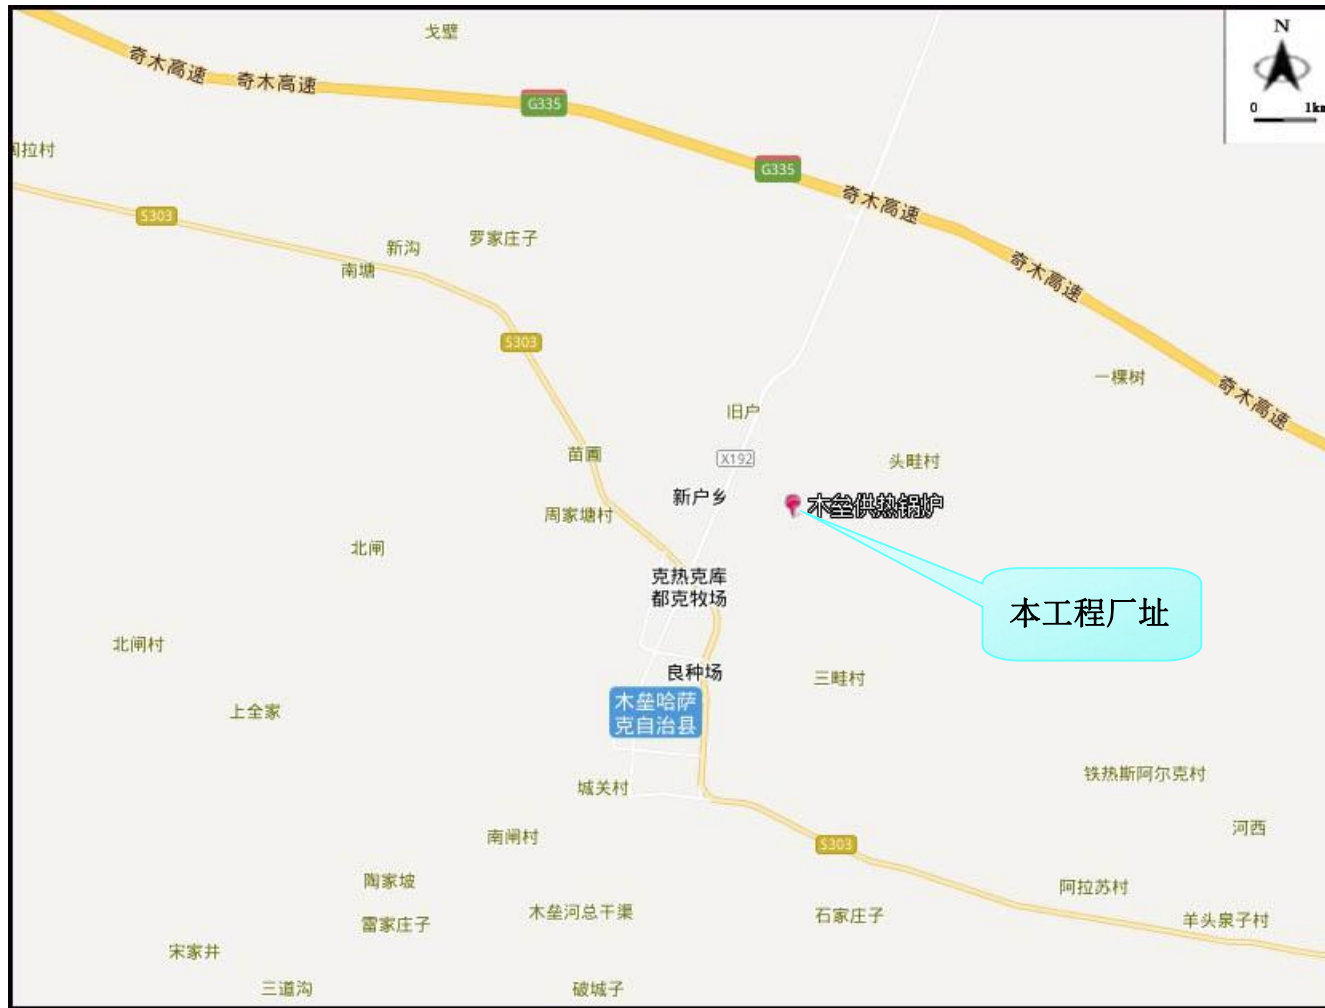 戈壁
N
奇木高速
奇木高速
G335
0 1km
拉村
G335
奇木高速
S303
罗家庄子
新沟
南塘
奇木高速
S303
一棵树
奇木高速
旧户
苗圃
X192
头畦村
新户乡
木垒供热锅炉
周家塘村
北闸
克热克库
都克牧场
本工程厂址
北闸村
良种场
三畦村
木垒哈萨
克自治县
上全家
铁热斯阿尔克村
城关村
河西
南闸村
S303
陶家坡
阿拉苏村
木垒河总干渠
石家庄子
羊头泉子村
雷家庄子
宋家井
三道沟
破城子